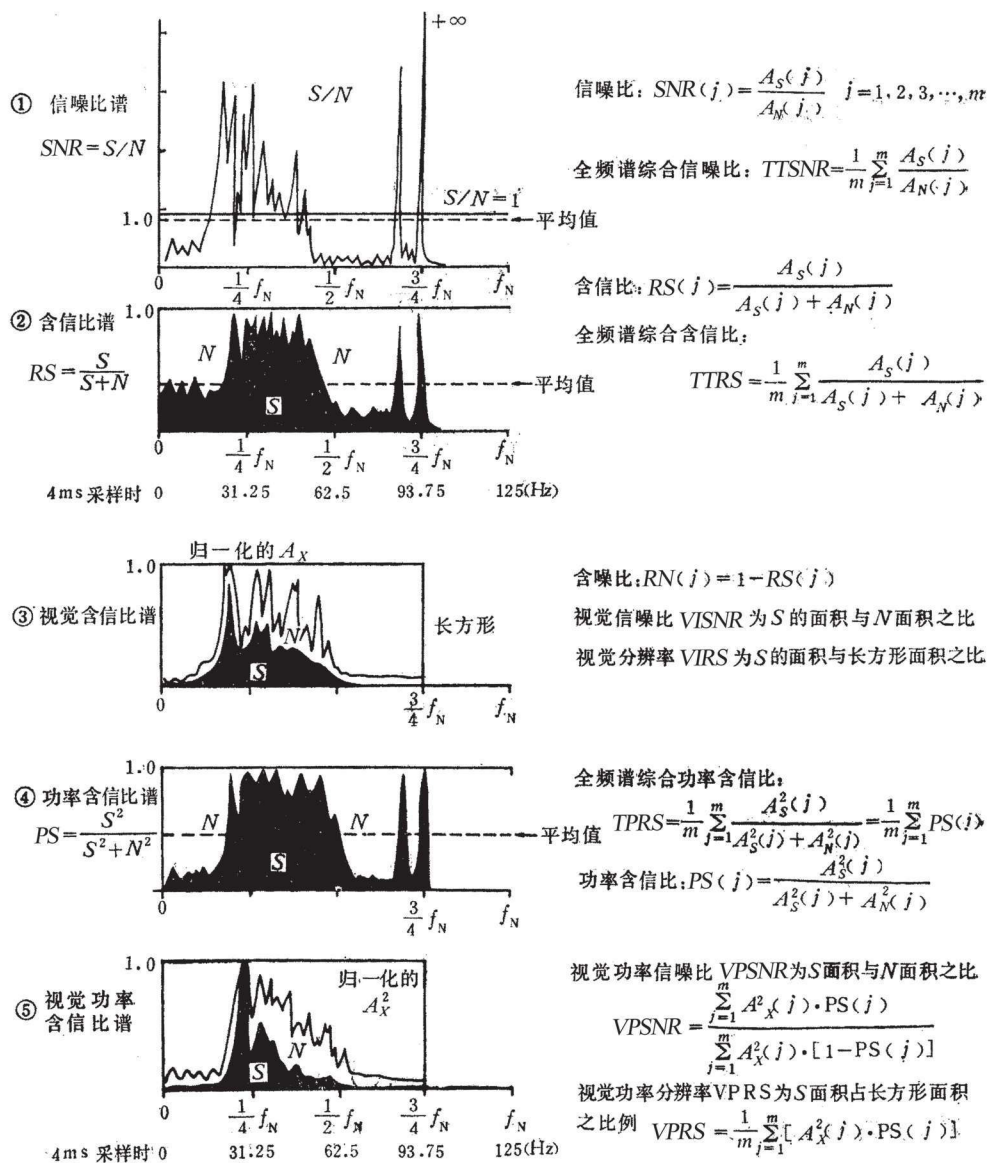 +∞
① 信噪比谱
SNR=S/N
S/N
S/N=1
1.0
平均值
0
1/4 f_N
1/2 f_N
3/4 f_N
f_N
信噪比: SNR(j)=A_S(j)/A_N(j) j=1,2,3,…,m
全频谱综合信噪比: TTSNR=1/m ∑_{j=1}^{m} A_S(j)/A_N(j)
② 含信比谱
RS=S/(S+N)
1.0
N
N
S
平均值
0
1/4 f_N
1/2 f_N
3/4 f_N
f_N
4ms 采样时 0 31.25 62.5 93.75 125(Hz)
含信比: RS(j)=A_S(j)/(A_S(j)+A_N(j))
全频谱综合含信比:
TTRS=1/m ∑_{j=1}^{m} A_S(j)/(A_S(j)+A_N(j))
归一化的 A_X
1.0
③ 视觉含信比谱
N
S
长方形
0
3/4 f_N
f_N
含噪比: RN(j)=1-RS(j)
视觉信噪比 VISNR 为 S 的面积与 N 面积之比
视觉分辨率 VIRS 为 S 的面积与长方形面积之比
1.0
④ 功率含信比谱
PS=S²/(S²+N²)
N
N
S
平均值
0
3/4 f_N
f_N
全频谱综合功率含信比:
TPRS=1/m ∑_{j=1}^{m} A_S²(j)/(A_S²(j)+A_N²(j))=1/m ∑_{j=1}^{m} PS(j)
功率含信比: PS(j)=A_S²(j)/(A_S²(j)+A_N²(j))
1.0
⑤ 视觉功率
含信比谱
归一化的
A_X²
N
S
0
1/4 f_N
1/2 f_N
3/4 f_N
f_N
4ms 采样时 0 31.25 62.5 93.75 125(Hz)
视觉功率信噪比 VPSNR 为 S 面积与 N 面积之比
VPSNR=∑_{j=1}^{m} A_X²(j)·PS(j)/∑_{j=1}^{m} A_X²(j)·[1-PS(j)]
视觉功率分辨率 VPRS 为 S 面积占长方形面积
之比例 VPRS=1/m ∑_{j=1}^{m}[A_X²(j)·PS(j)]